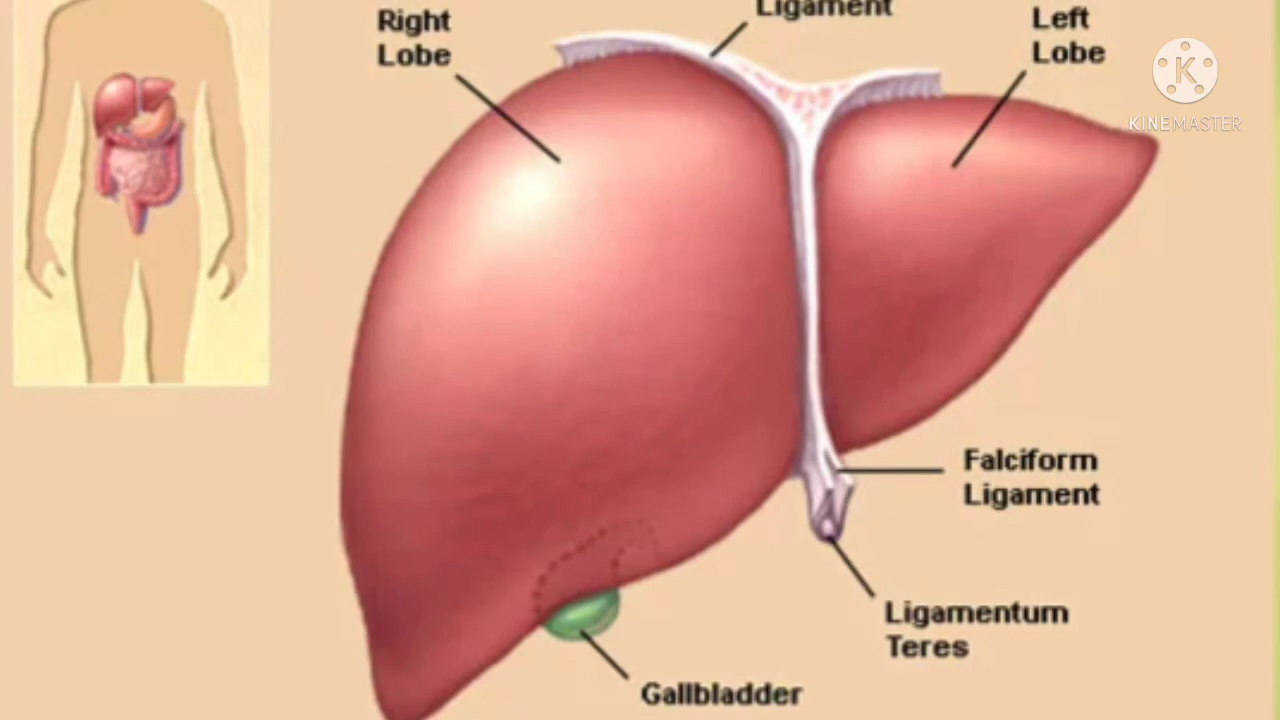 Right
Lobe
Ligament
Left
Lobe
K
KINEMASTER
Falciform
Ligament
Ligamentum
Teres
Gallbladder